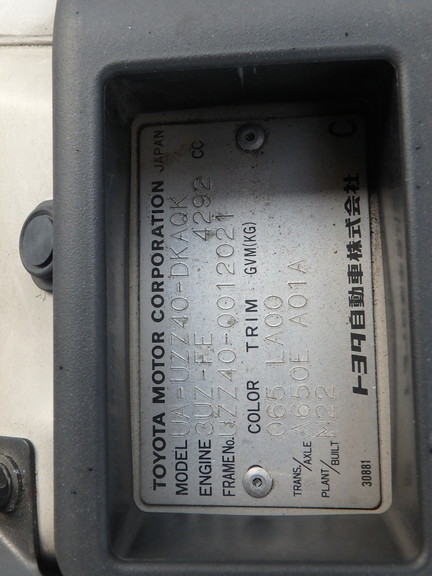 TOYOTA MOTOR CORPORATION JAPAN
MODEL UA-UZZ40-DKAQK
ENGINE 3UZ-FE 4292 CC
FRAME No. UZZ40-0012021
COLOR TRIM GVM(KG)
065 LA00
TRANS./AXLE A650E A01A
PLANT/BUILT M22
トヨタ自動車株式会社
30881
C